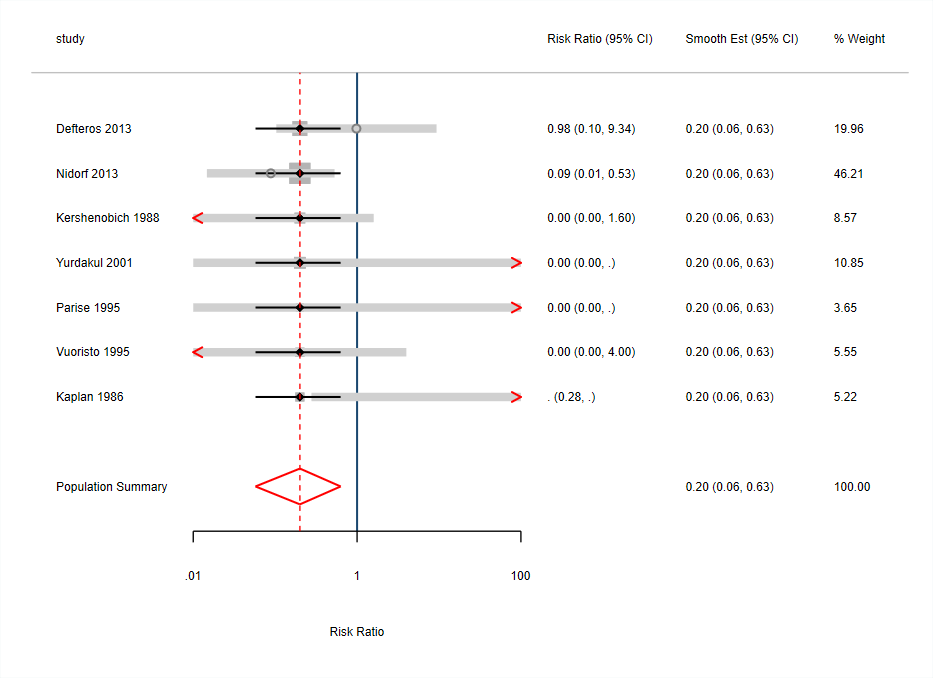 study Risk Ratio (95% CI) Smooth Est (95% CI) % Weight
Defteros 2013 0.98 (0.10, 9.34) 0.20 (0.06, 0.63) 19.96
Nidorf 2013 0.09 (0.01, 0.53) 0.20 (0.06, 0.63) 46.21
Kershenobich 1988 0.00 (0.00, 1.60) 0.20 (0.06, 0.63) 8.57
Yurdakul 2001 0.00 (0.00, .) 0.20 (0.06, 0.63) 10.85
Parise 1995 0.00 (0.00, .) 0.20 (0.06, 0.63) 3.65
Vuoristo 1995 0.00 (0.00, 4.00) 0.20 (0.06, 0.63) 5.55
Kaplan 1986 . (0.28, .) 0.20 (0.06, 0.63) 5.22
Population Summary 0.20 (0.06, 0.63) 100.00
.01 1 100
Risk Ratio